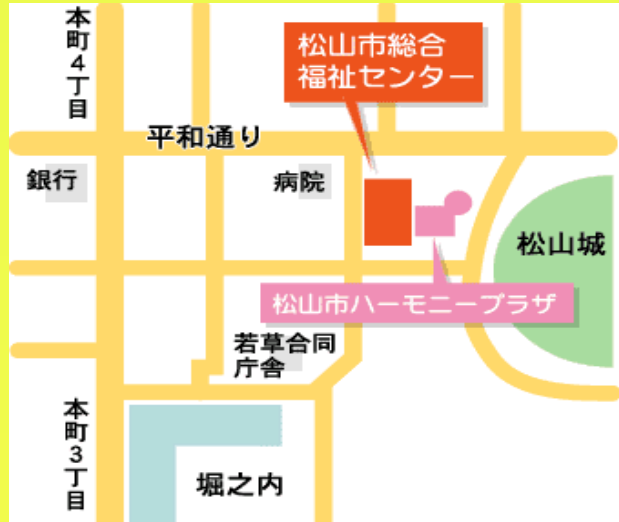 本町4丁目
松山市総合
福祉センター
平和通り
銀行
病院
松山城
松山市ハーモニープラザ
若草合同
庁舎
本町3丁目
堀之内